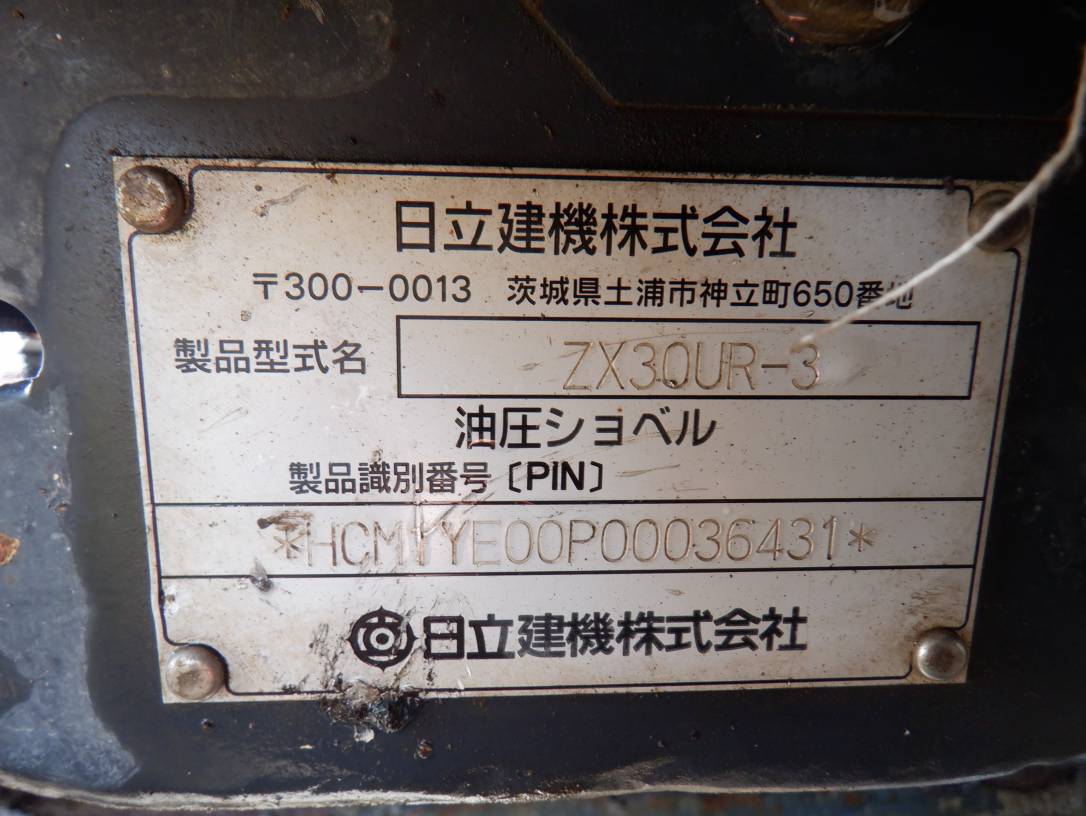 日立建機株式会社
〒300-0013 茨城県土浦市神立町650番地
製品型式名 ZX30UR-3
油圧ショベル
製品識別番号〔PIN〕
*HCM1YE00P00036431*
日立建機株式会社